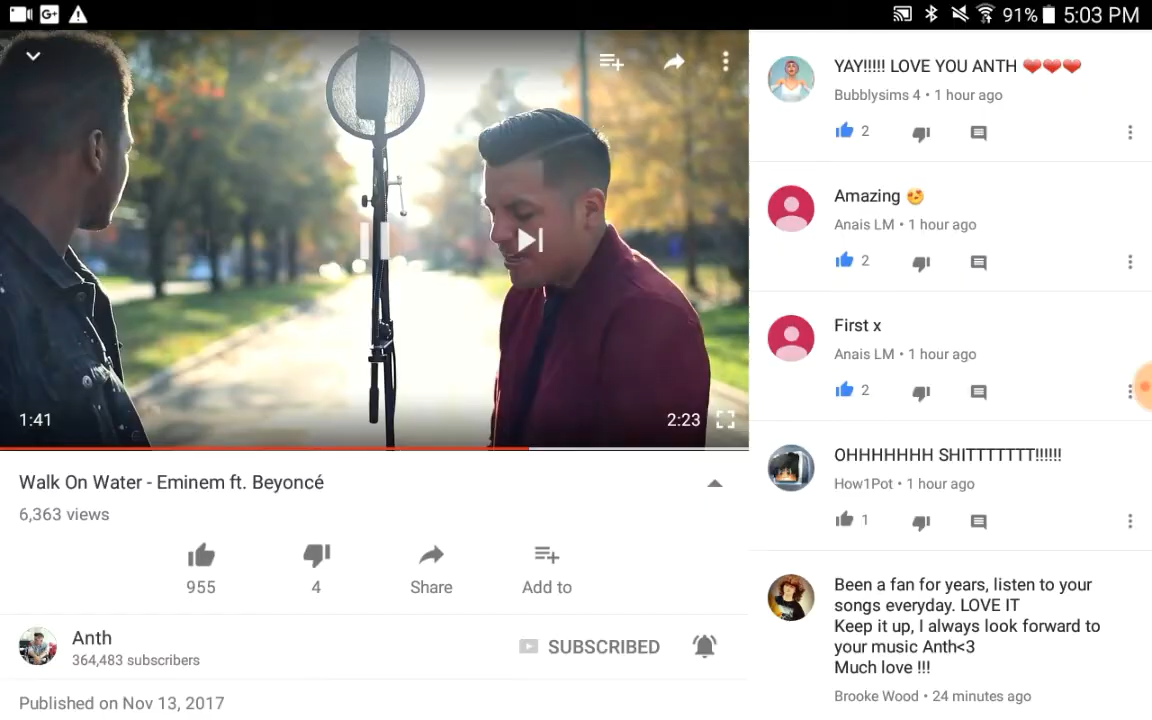 G+
91% 5:03 PM
1:41
2:23
Walk On Water - Eminem ft. Beyoncé
6,363 views
955
4
Share
Add to
Anth
364,483 subscribers
SUBSCRIBED
Published on Nov 13, 2017
YAY!!!!! LOVE YOU ANTH ❤❤❤
Bubblysims 4 • 1 hour ago
2
Amazing 😍
Anais LM • 1 hour ago
2
First x
Anais LM • 1 hour ago
2
OHHHHHHH SHITTTTTTT!!!!!!
How1Pot • 1 hour ago
1
Been a fan for years, listen to your
songs everyday. LOVE IT
Keep it up, I always look forward to
your music Anth<3
Much love !!!
Brooke Wood • 24 minutes ago